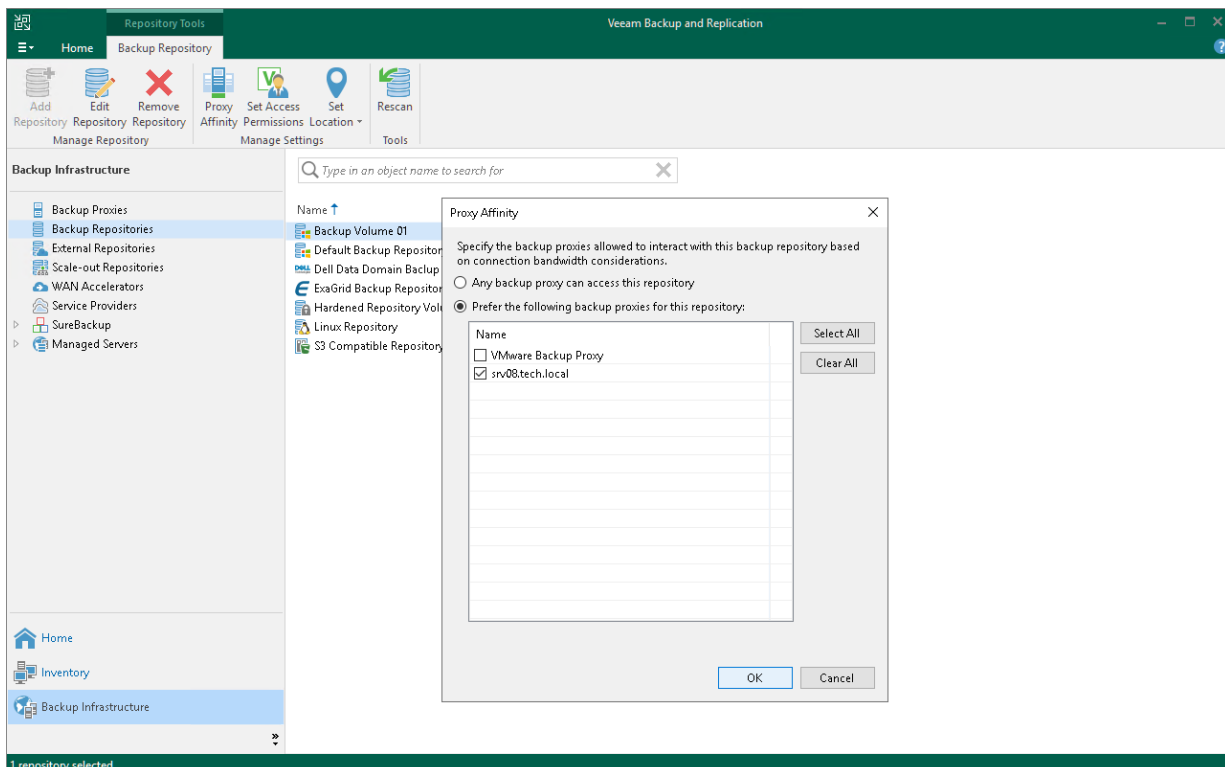 Repository Tools
Veeam Backup and Replication
Home
Backup Repository
Add Repository
Edit Repository
Remove Repository
Proxy Affinity
Set Access Permissions
Set Location
Rescan
Manage Repository
Manage Settings
Tools
Backup Infrastructure
Type in an object name to search for
Backup Proxies
Backup Repositories
External Repositories
Scale-out Repositories
WAN Accelerators
Service Providers
SureBackup
Managed Servers
Name
Backup Volume 01
Default Backup Repositor
Dell Data Domain Baclup
ExaGrid Backup Repositor
Hardened Repository Vol
Linux Repository
S3 Compatible Repository
Proxy Affinity
Specify the backup proxies allowed to interact with this backup repository based
on connection bandwidth considerations.
Any backup proxy can access this repository
Prefer the following backup proxies for this repository:
Name
VMware Backup Proxy
srv08.tech.local
Select All
Clear All
OK
Cancel
Home
Inventory
Backup Infrastructure
1 repository selected